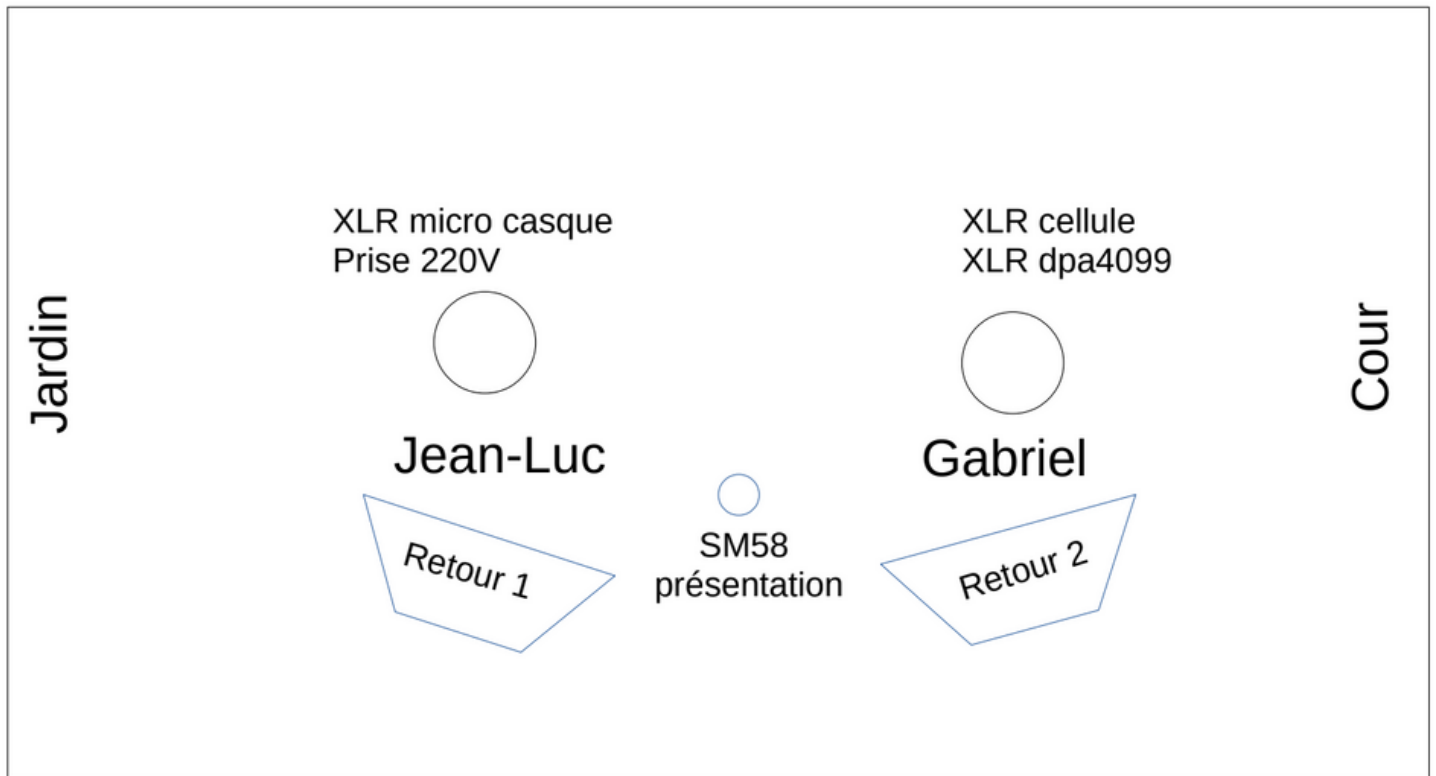 XLR micro casque
Prise 220V
XLR cellule
XLR dpa4099
Jardin
Cour
Jean-Luc
Gabriel
SM58
présentation
Retour 1
Retour 2